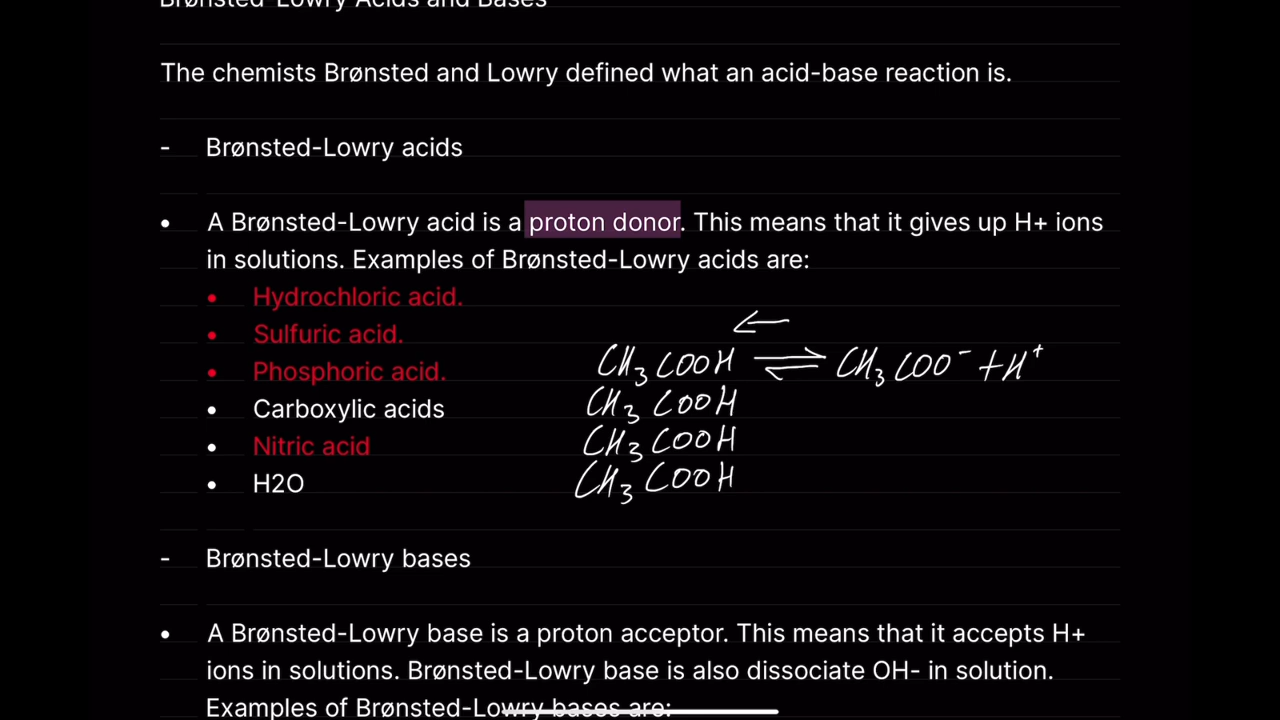 Brønsted-Lowry Acids and Bases
The chemists Brønsted and Lowry defined what an acid-base reaction is.
- Brønsted-Lowry acids
• A Brønsted-Lowry acid is a proton donor. This means that it gives up H+ ions
in solutions. Examples of Brønsted-Lowry acids are:
• Hydrochloric acid.
• Sulfuric acid.
• Phosphoric acid.
CH₃COOH ⇌ CH₃COO⁻ + H⁺
• Carboxylic acids
CH₃COOH
• Nitric acid
CH₃COOH
• H2O
CH₃COOH
- Brønsted-Lowry bases
• A Brønsted-Lowry base is a proton acceptor. This means that it accepts H+
ions in solutions. Brønsted-Lowry base is also dissociate OH- in solution.
Examples of Brønsted-Lowry bases are: